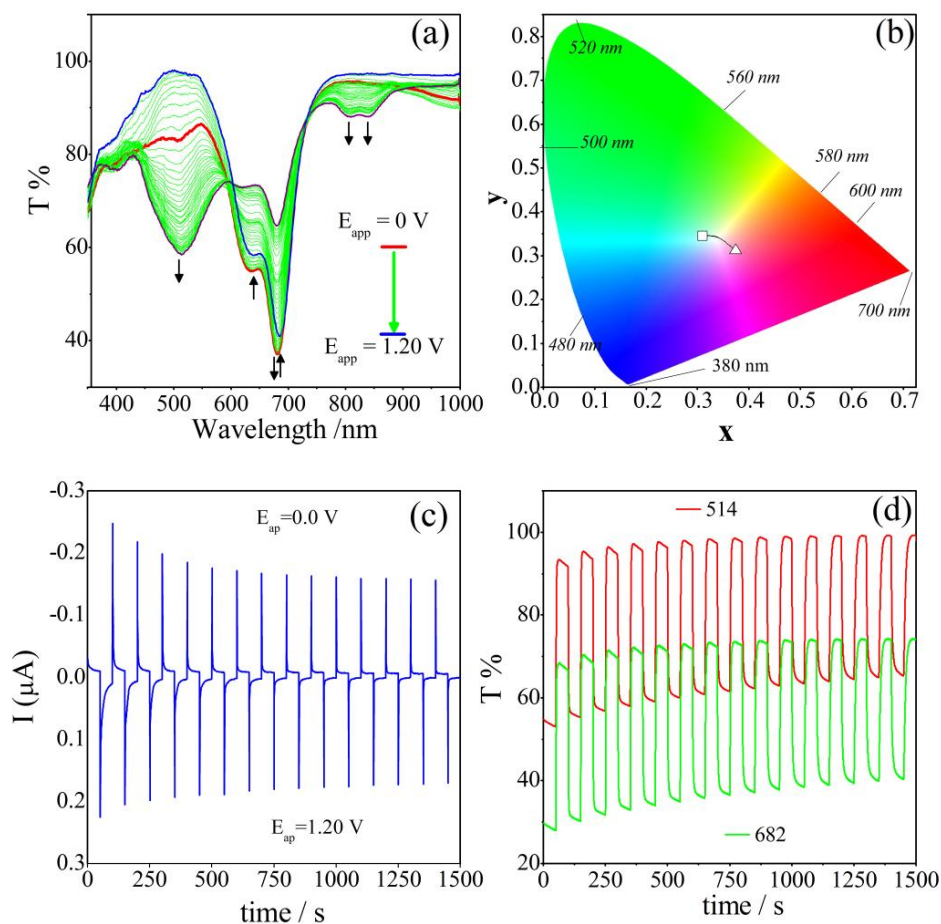 (a)
100
80
60
40
T %
E app = 0 V
E app = 1.20 V
400 500 600 700 800 900 1000
Wavelength /nm
(b)
0.8
0.7
0.6
0.5
0.4
0.3
0.2
0.1
0.0
y
520 nm
560 nm
500 nm
580 nm
600 nm
700 nm
480 nm
380 nm
0.0 0.1 0.2 0.3 0.4 0.5 0.6 0.7
x
(c)
-0.3
-0.2
-0.1
0.0
0.1
0.2
0.3
I (μA)
E ap =0.0 V
E ap =1.20 V
0 250 500 750 1000 1250 1500
time / s
(d)
514
100
80
60
40
20
T %
682
0 250 500 750 1000 1250 1500
time / s